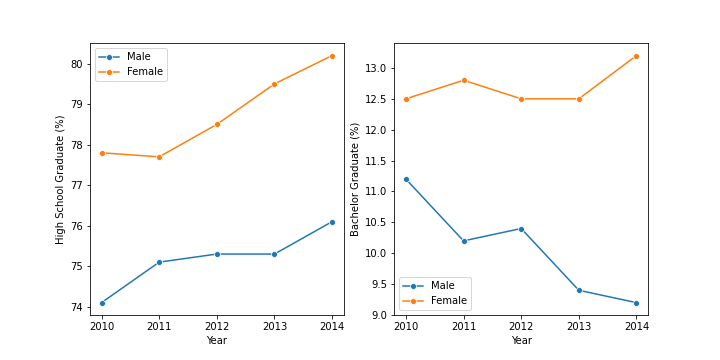 High School Graduate (%)
80
79
78
77
76
75
74
Male
Female
2010 2011 2012 2013 2014
Year
Bachelor Graduate (%)
13.0
12.5
12.0
11.5
11.0
10.5
10.0
9.5
9.0
Male
Female
2010 2011 2012 2013 2014
Year